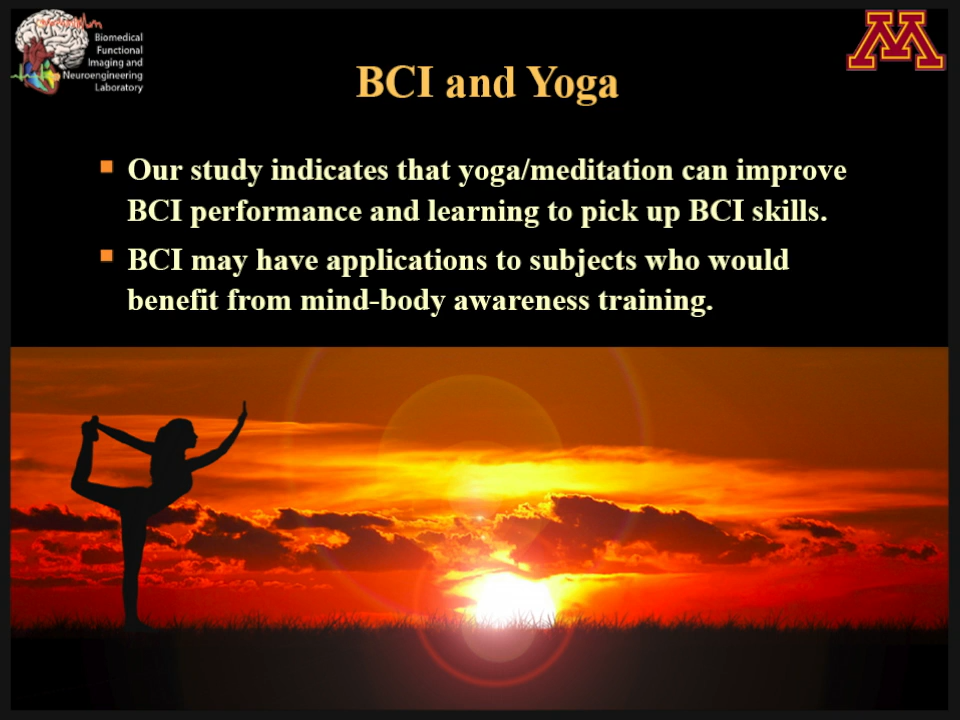 Biomedical
Functional
Imaging and
Neuroengineering
Laboratory
M
BCI and Yoga
Our study indicates that yoga/meditation can improve
BCI performance and learning to pick up BCI skills.
BCI may have applications to subjects who would
benefit from mind-body awareness training.